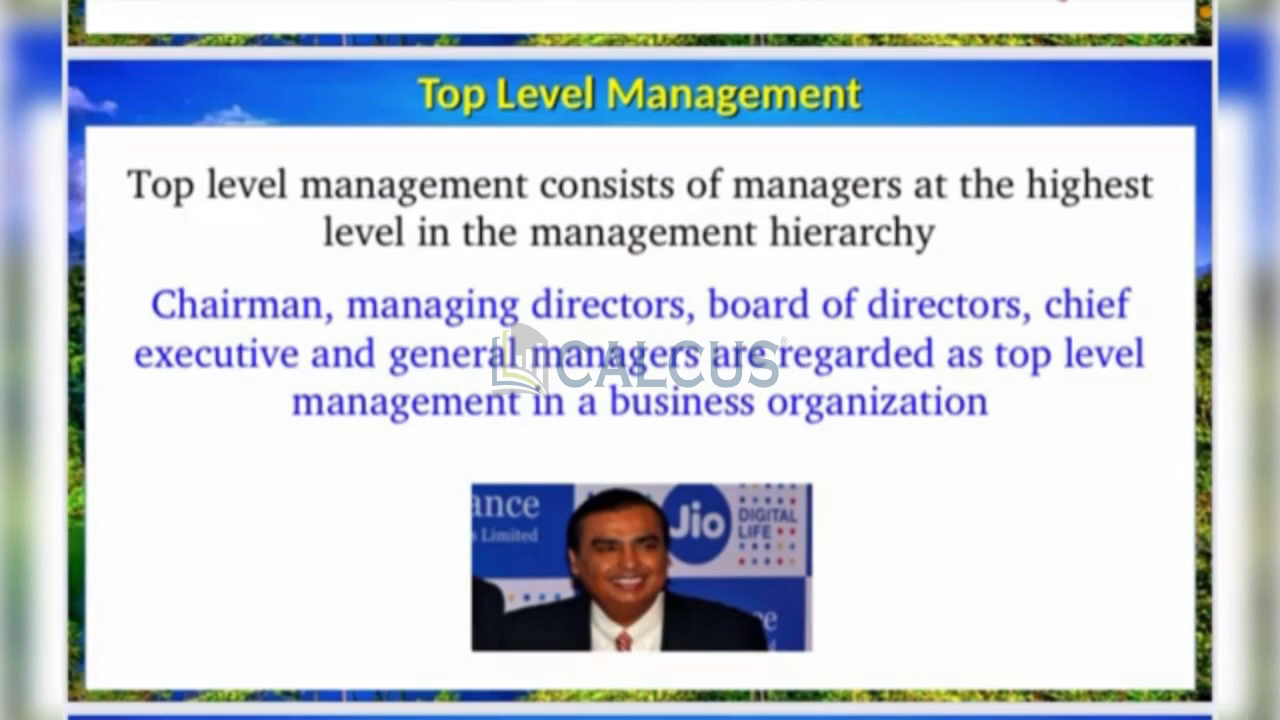 Top Level Management
Top level management consists of managers at the highest
level in the management hierarchy
Chairman, managing directors, board of directors, chief
executive and general managers are regarded as top level
management in a business organization
CALCUS
ance
s Limited
Jio
DIGITAL
LIFE
ce